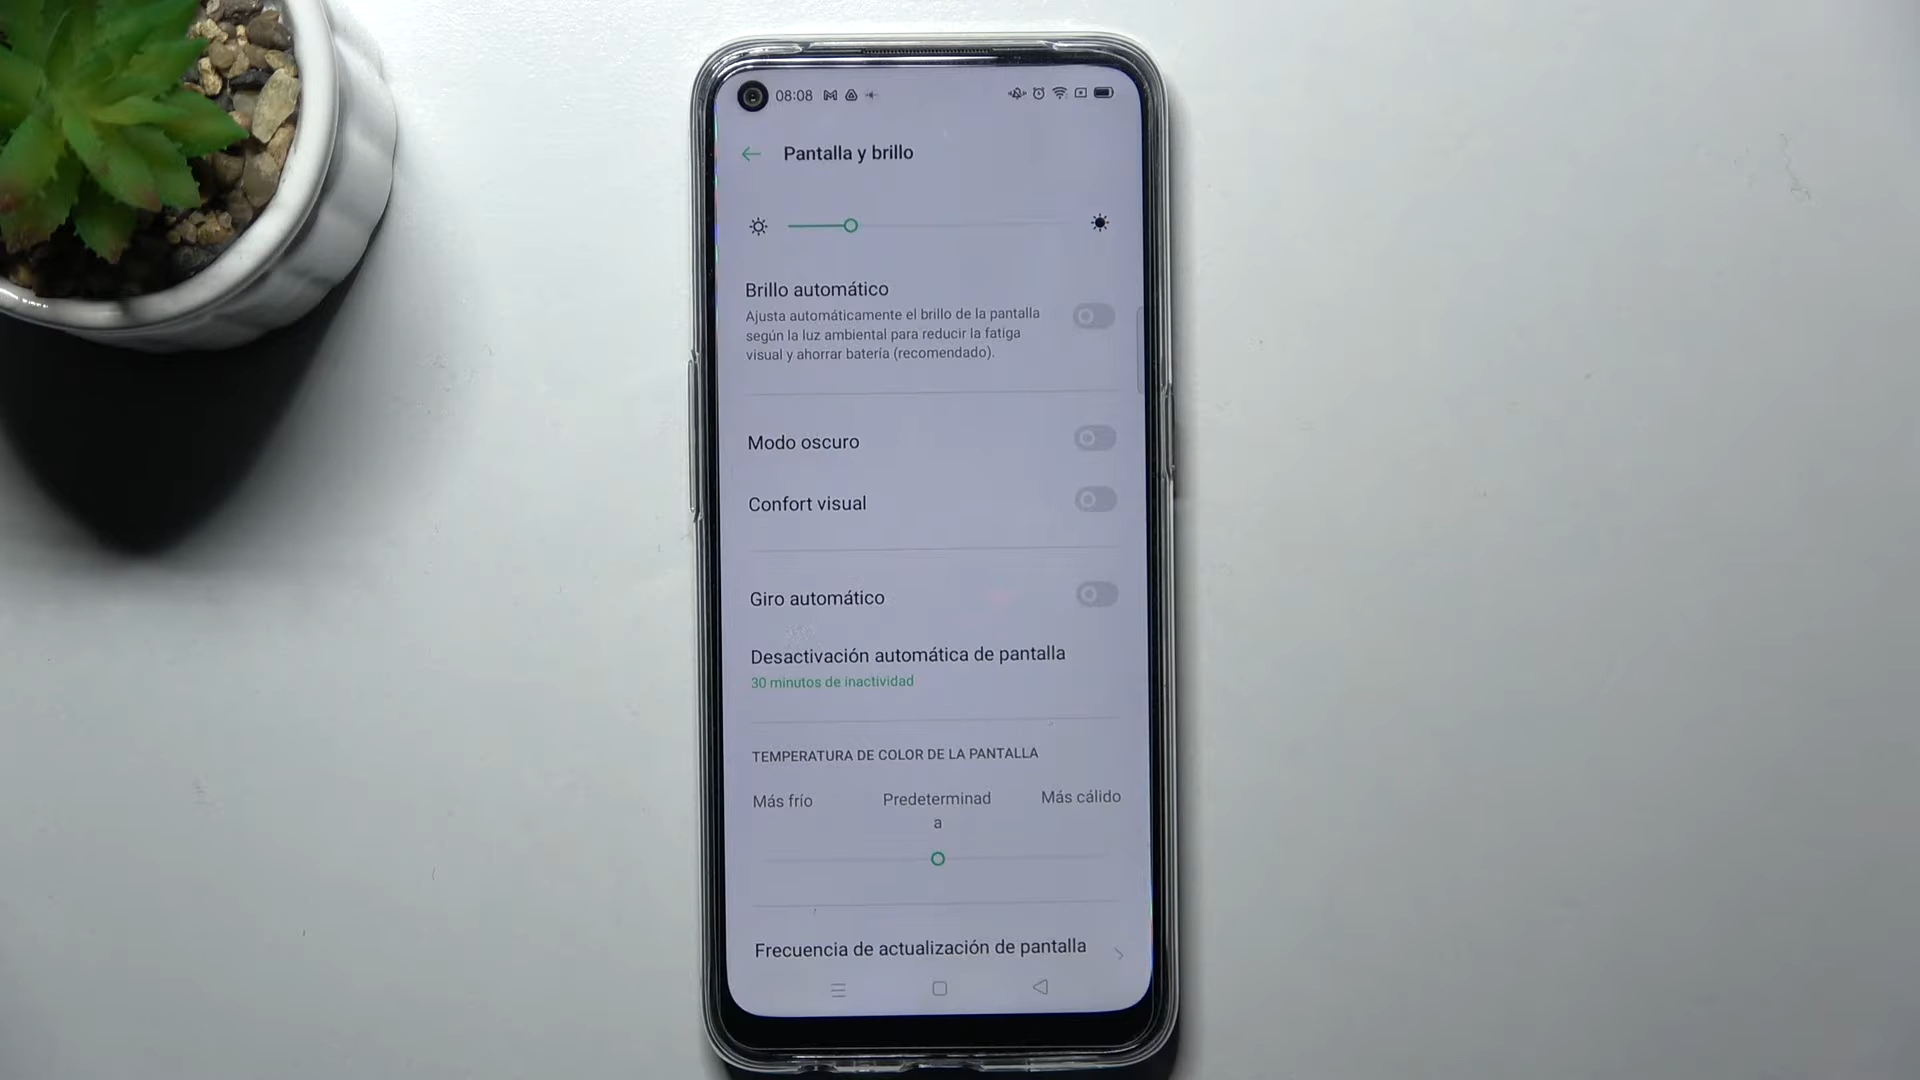 08:08
Pantalla y brillo
Brillo automático
Ajusta automáticamente el brillo de la pantalla
según la luz ambiental para reducir la fatiga
visual y ahorrar batería (recomendado).
Modo oscuro
Confort visual
Giro automático
Desactivación automática de pantalla
30 minutos de inactividad
TEMPERATURA DE COLOR DE LA PANTALLA
Más frío
Predeterminad
a
Más cálido
Frecuencia de actualización de pantalla